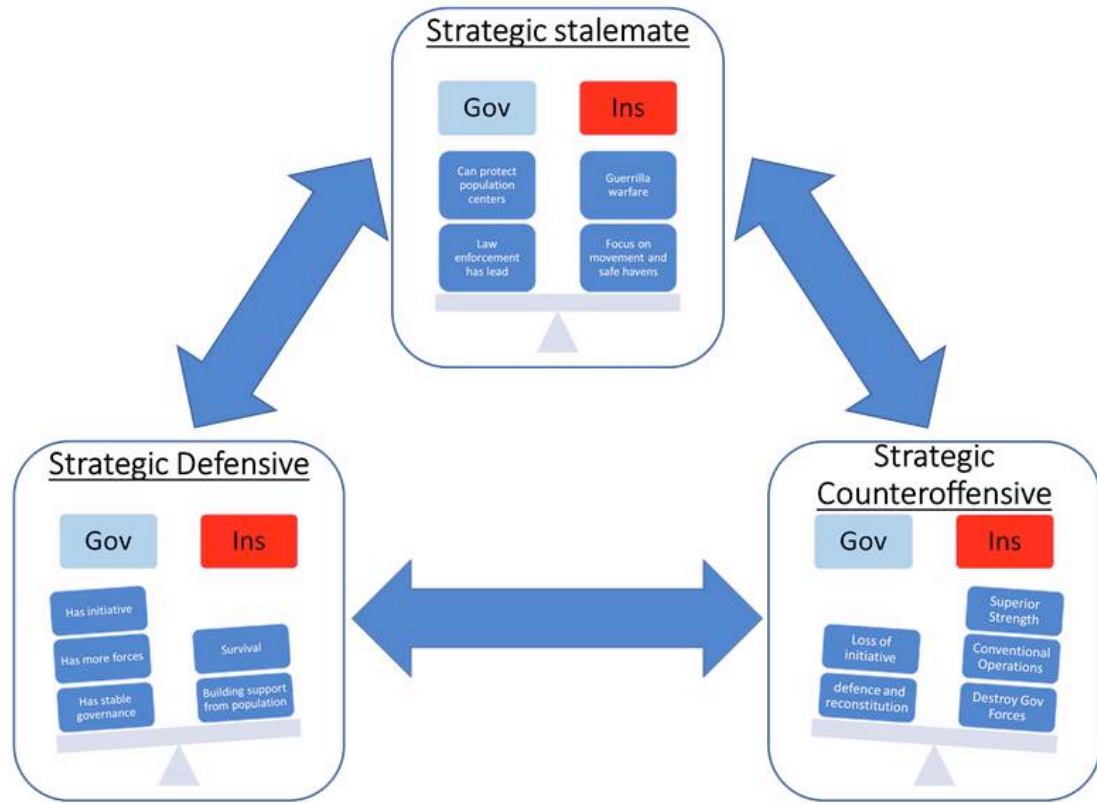 Strategic stalemate
Gov
Ins
Can protect
population
centers
Guerrilla
warfare
Law
enforcement
has lead
Focus on
movement and
safe havens
Strategic Defensive
Gov
Ins
Has initiative
Has more forces
Has stable
governance
Survival
Building support
from population
Strategic
Counteroffensive
Gov
Ins
Loss of
initiative
defence and
reconstitution
Superior
Strength
Conventional
Operations
Destroy Gov
Forces